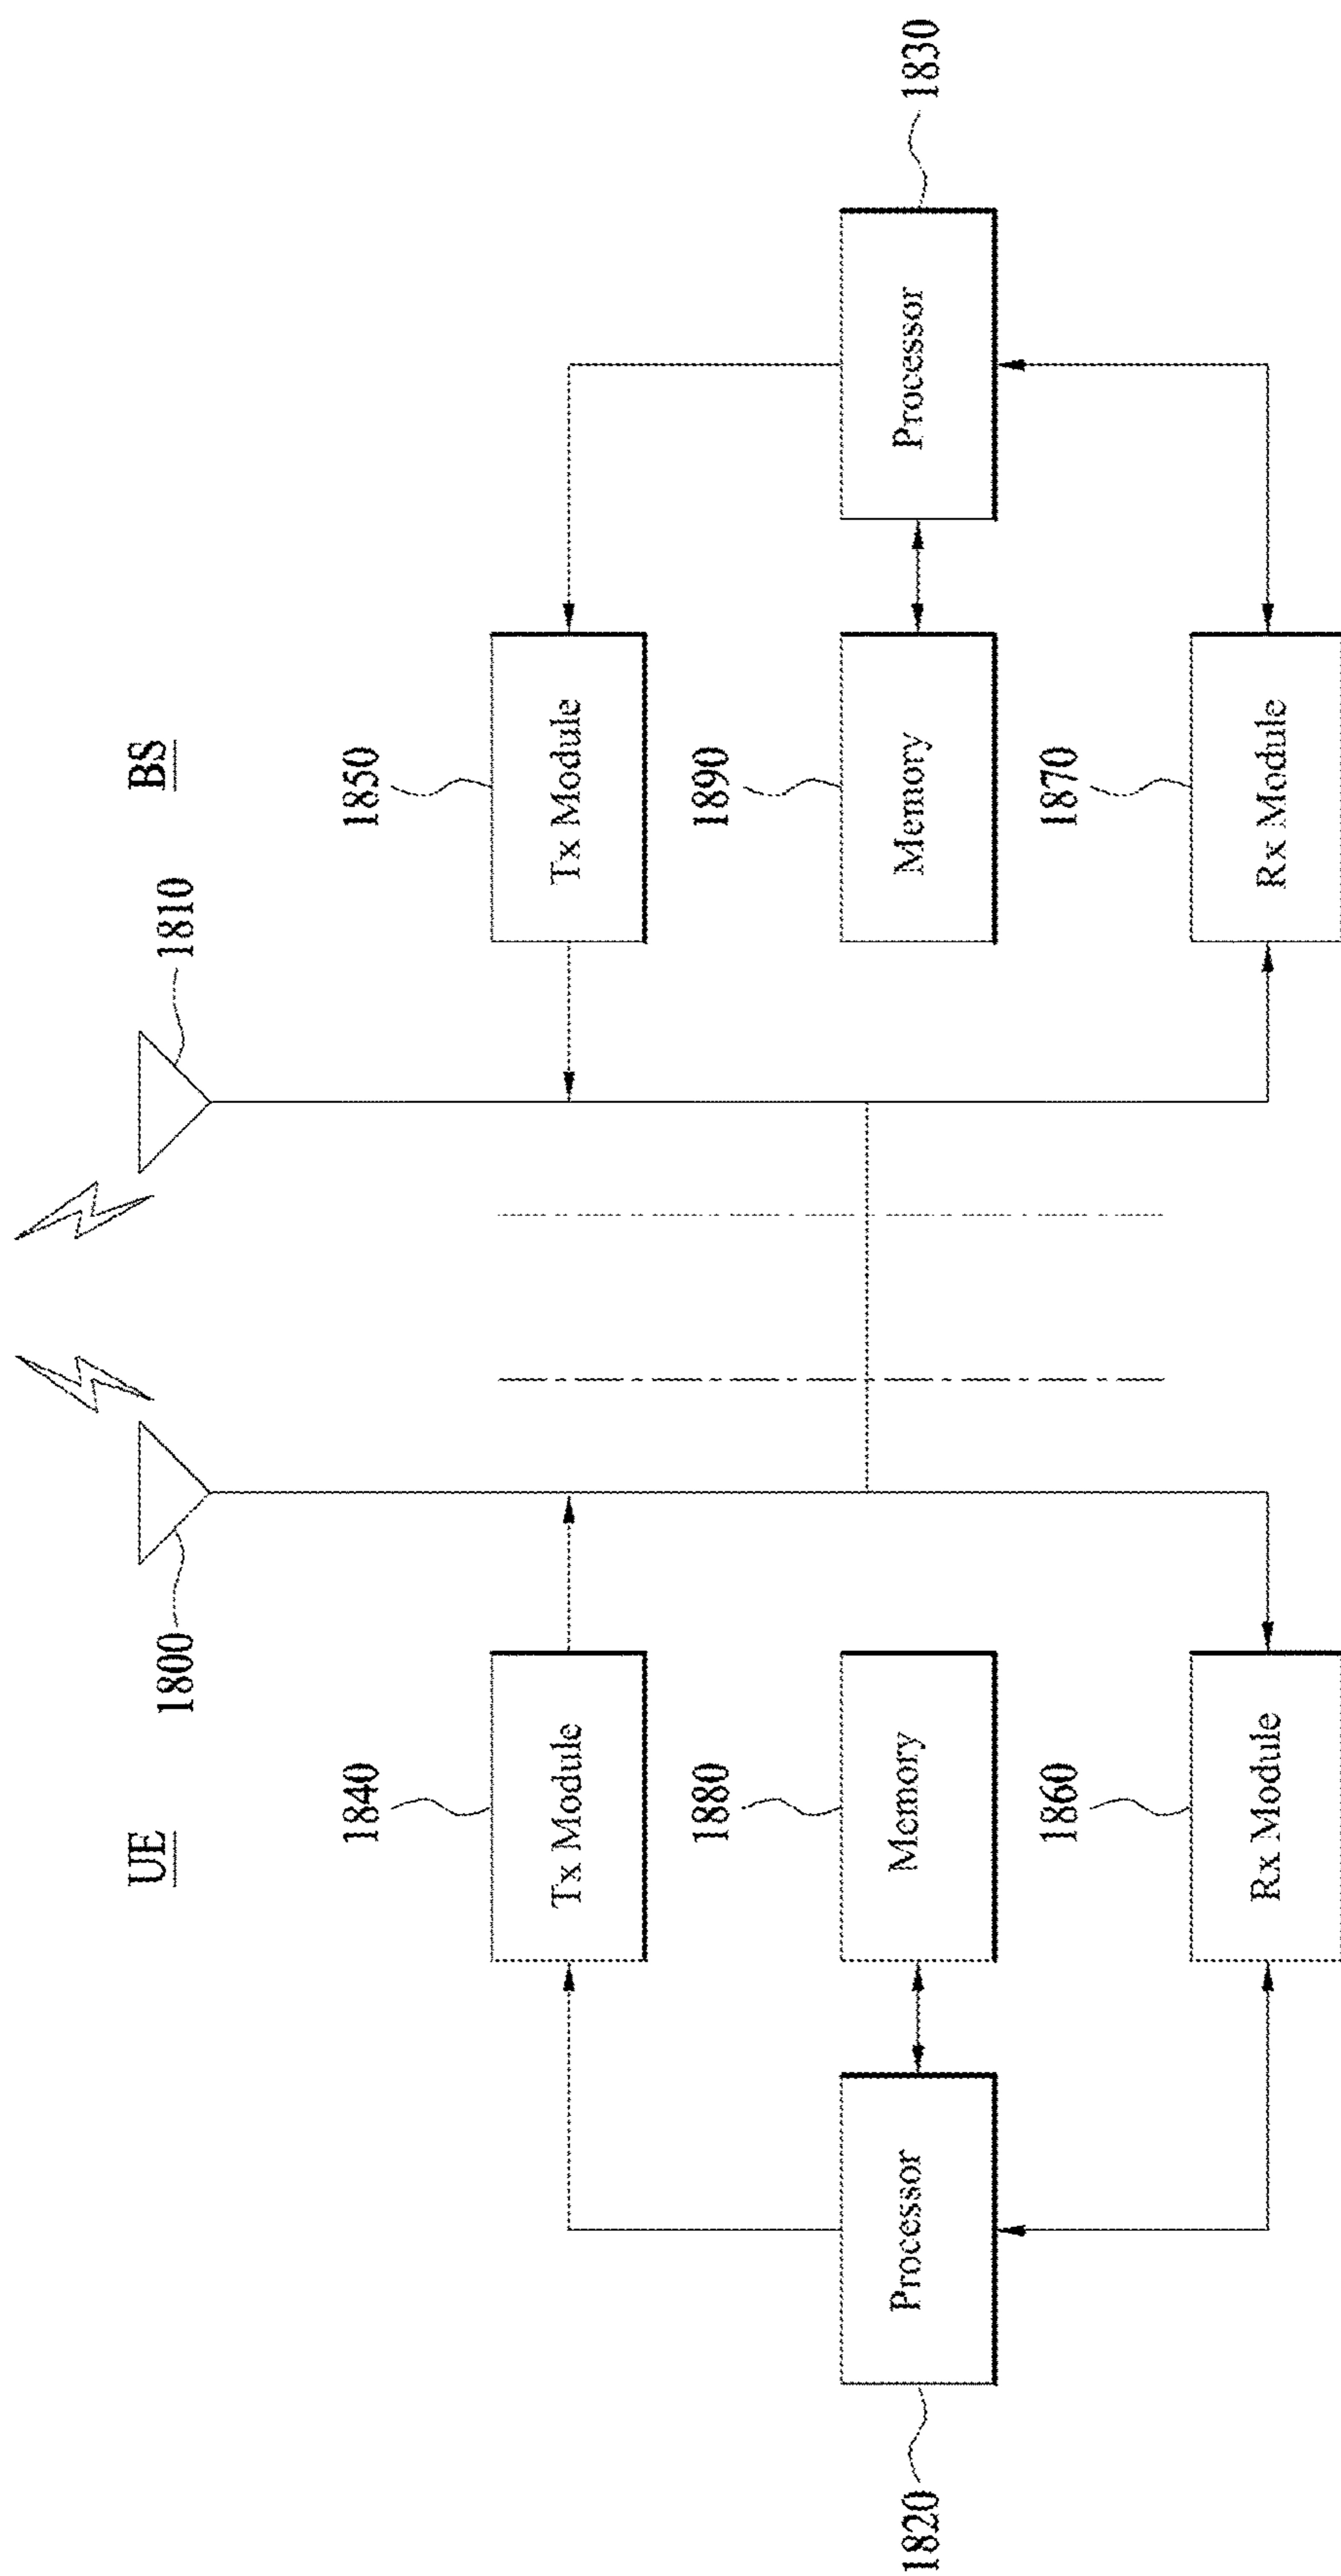 UE
BS
1800
1810
1840
Tx Module
1850
Tx Module
1820
Processor
1880
Memory
1890
Memory
1830
Processor
1860
Rx Module
1870
Rx Module